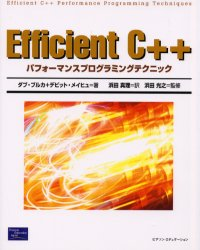 Efficient C++ Performance Programming Techniques
Efficient C++
パフォーマンスプログラミングテクニック
ダブ・ブルカ+デビット・メイヒュー著 浜田 真理訳 浜田 光之監修
ピアソン・エデュケーション